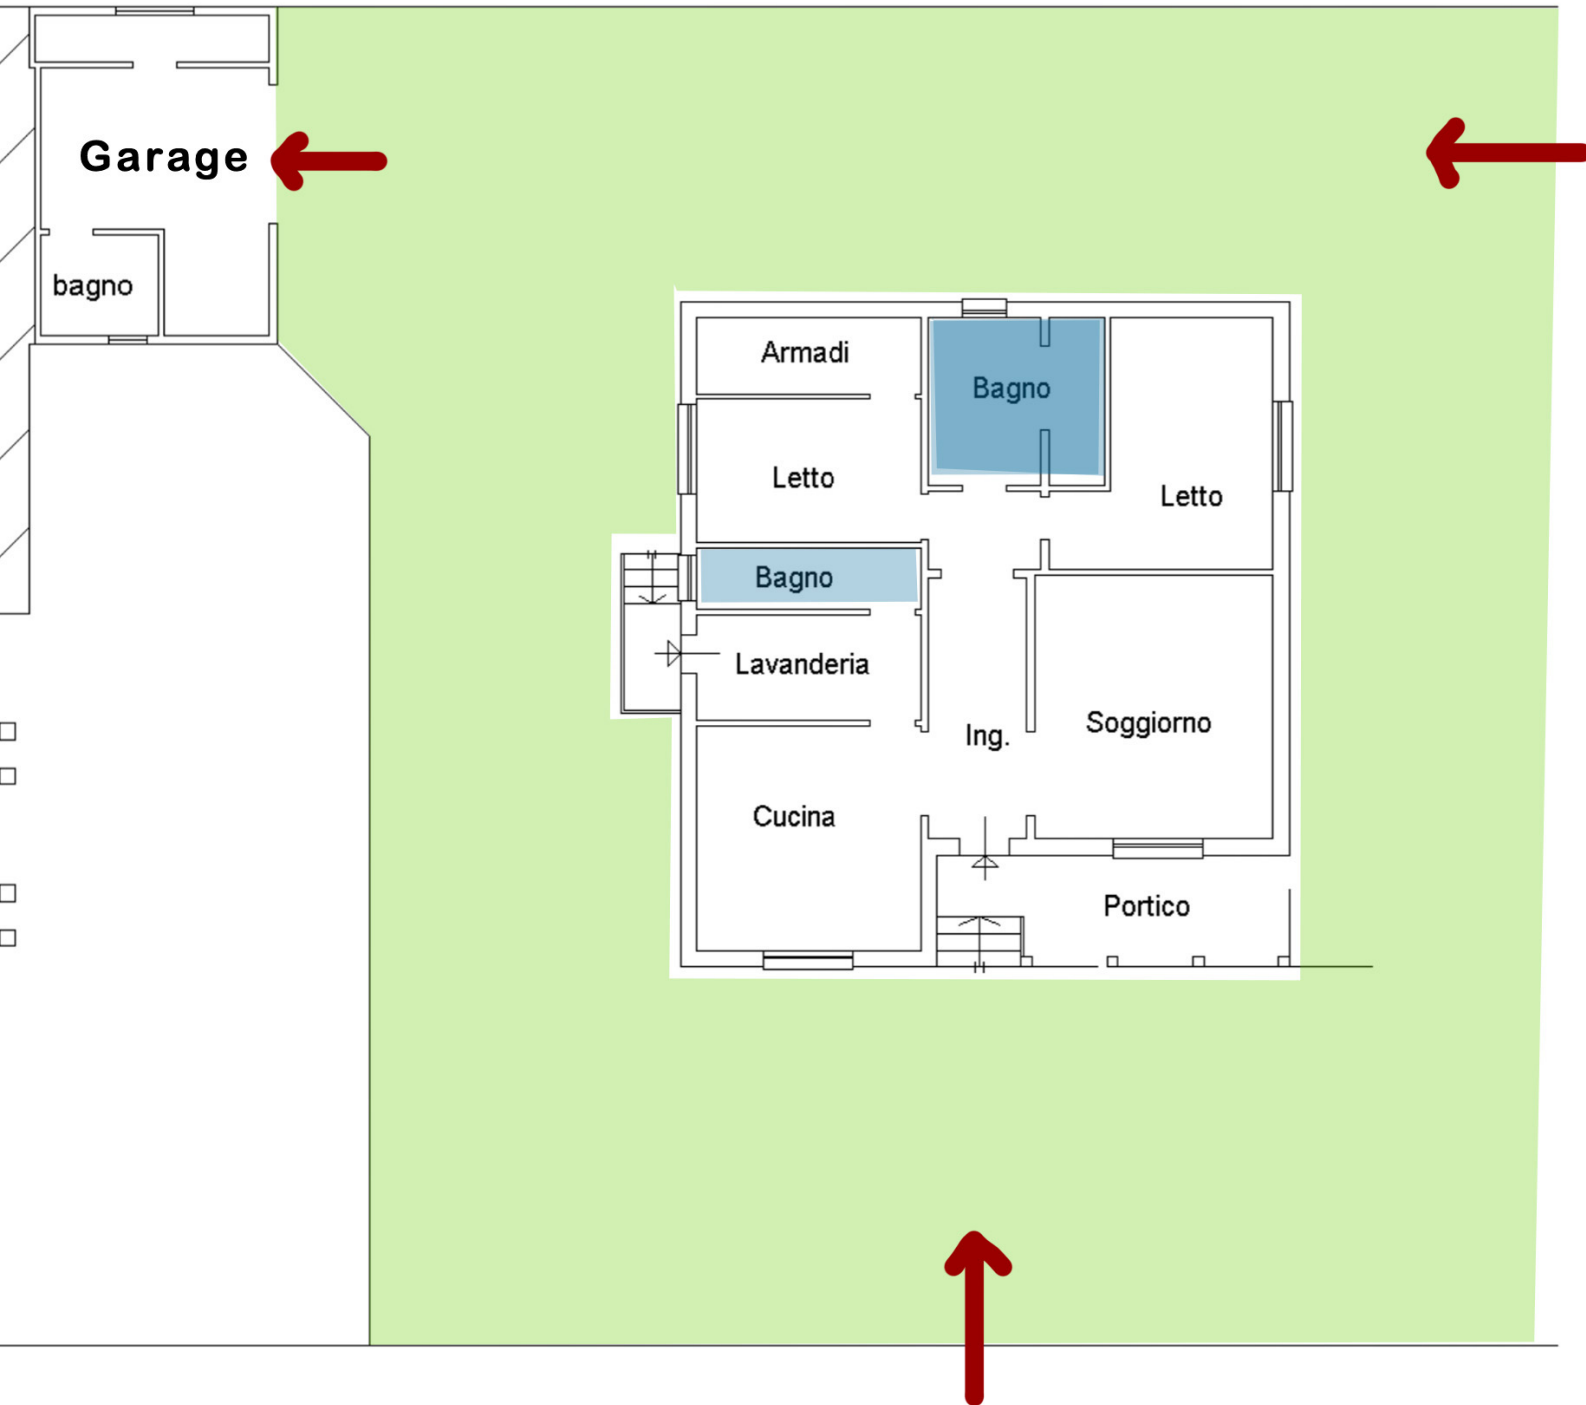 Garage
bagno
Armadi
Bagno
Letto
Letto
Bagno
Lavanderia
Soggiorno
Ing.
Cucina
Portico